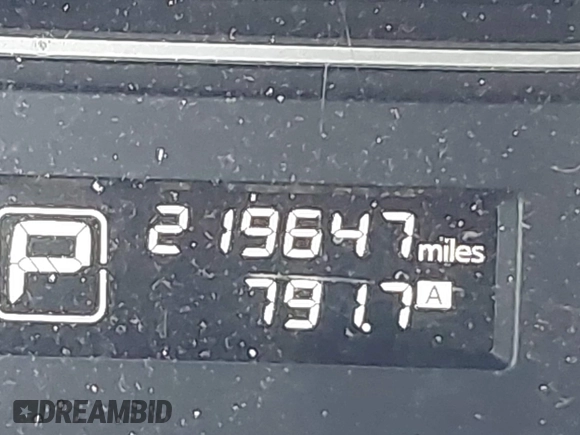 P
219647 miles
791.7 A
DREAMBID